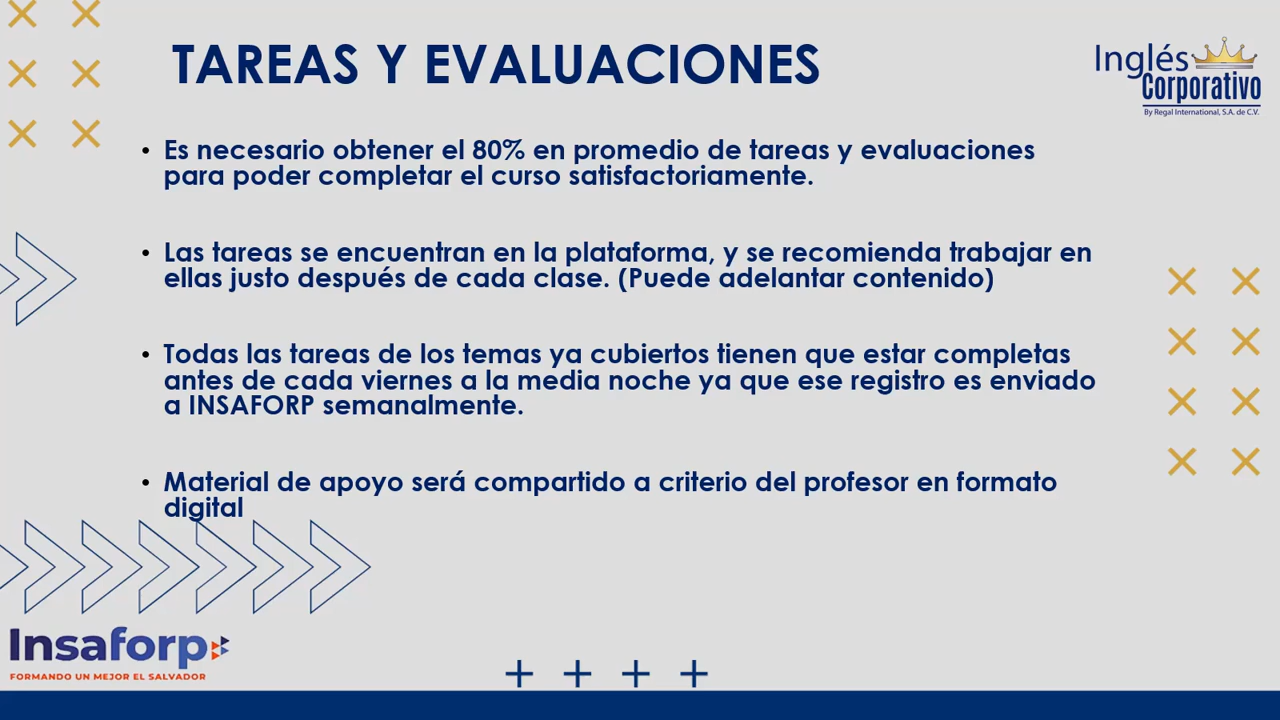 TAREAS Y EVALUACIONES
Inglés
Corporativo
By Regal International, S.A. de C.V.
• Es necesario obtener el 80% en promedio de tareas y evaluaciones
para poder completar el curso satisfactoriamente.
• Las tareas se encuentran en la plataforma, y se recomienda trabajar en
ellas justo después de cada clase. (Puede adelantar contenido)
• Todas las tareas de los temas ya cubiertos tienen que estar completas
antes de cada viernes a la media noche ya que ese registro es enviado
a INSAFORP semanalmente.
• Material de apoyo será compartido a criterio del profesor en formato
digital
Insaforp
FORMANDO UN MEJOR EL SALVADOR